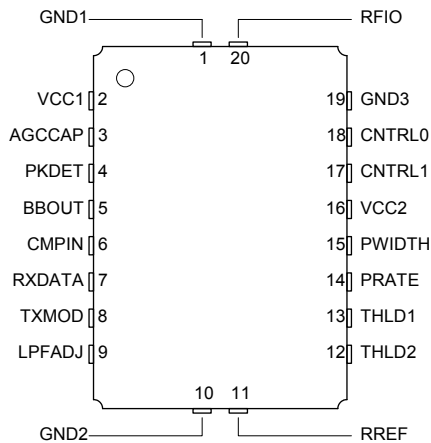 GND1 RFIO
1 20
VCC1 2 19 GND3
AGCCAP 3 18 CNTRL0
PKDET 4 17 CNTRL1
BBOUT 5 16 VCC2
CMPIN 6 15 PWIDTH
RXDATA 7 14 PRATE
TXMOD 8 13 THLD1
LPFADJ 9 12 THLD2
10 11
GND2 RREF